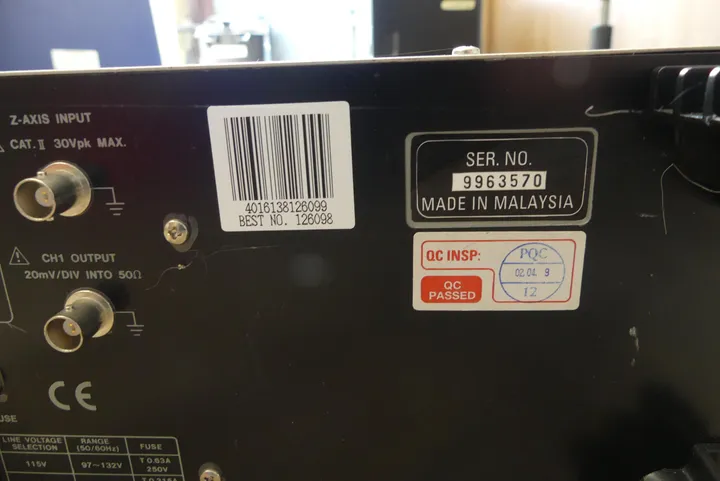 Z-AXIS INPUT
CAT. II 30Vpk MAX.
CH1 OUTPUT
20mV/DIV INTO 50Ω
CE
USE
4016138126099
BEST NO. 126098
SER. NO.
9963570
MADE IN MALAYSIA
QC INSP:
QC
PASSED
PQC
02.04. 9
12
LINE VOLTAGE
SELECTION
RANGE
(50/60Hz)
FUSE
115V
97~132V
T 0.63A
250V